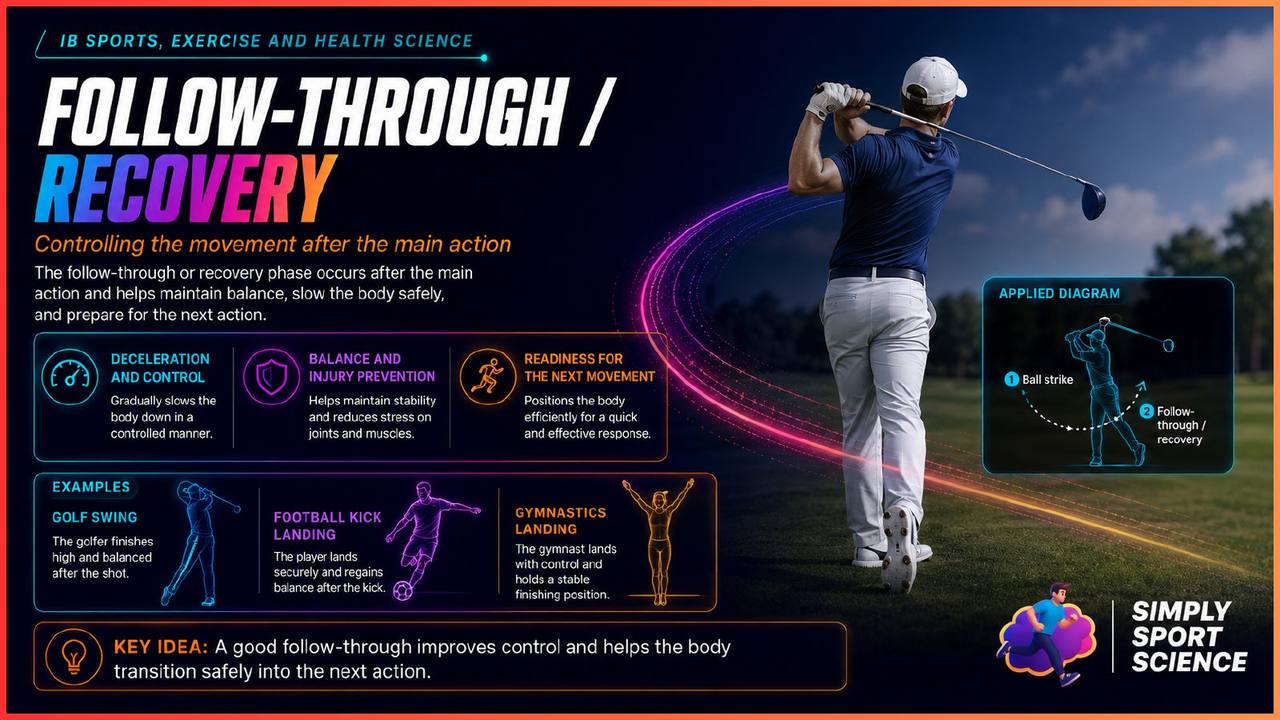 IB SPORTS, EXERCISE AND HEALTH SCIENCE
FOLLOW-THROUGH /
RECOVERY
Controlling the movement after the main action
The follow-through or recovery phase occurs after the main
action and helps maintain balance, slow the body safely,
and prepare for the next action.
DECELERATION
AND CONTROL
Gradually slows the
body down in a
controlled manner.
BALANCE AND
INJURY PREVENTION
Helps maintain stability
and reduces stress on
joints and muscles.
READINESS FOR
THE NEXT MOVEMENT
Positions the body
efficiently for a quick
and effective response.
APPLIED DIAGRAM
1 Ball strike
2 Follow-
through /
recovery
EXAMPLES
GOLF SWING
The golfer finishes
high and balanced
after the shot.
FOOTBALL KICK
LANDING
The player lands
securely and regains
balance after the kick.
GYMNASTICS
LANDING
The gymnast lands
with control and
holds a stable
finishing position.
KEY IDEA: A good follow-through improves control and helps the body
transition safely into the next action.
SIMPLY
SPORT
SCIENCE